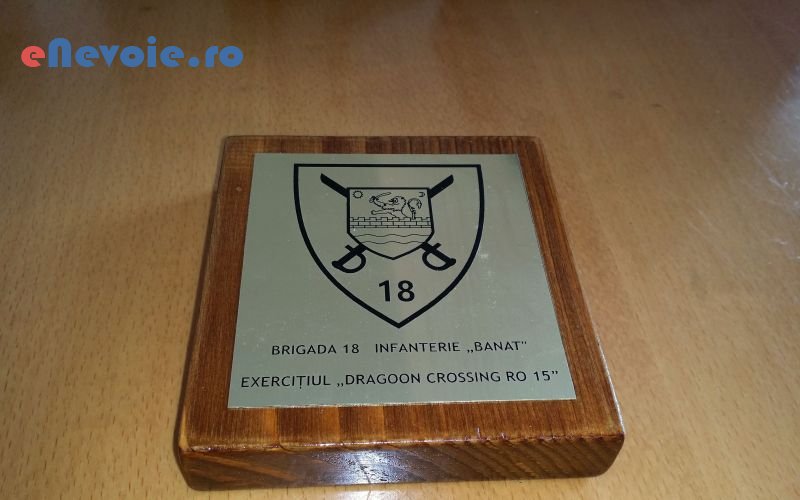 eNevoie.ro
18
BRIGADA 18 INFANTERIE „BANAT"
EXERCIȚIUL „DRAGOON CROSSING RO 15”